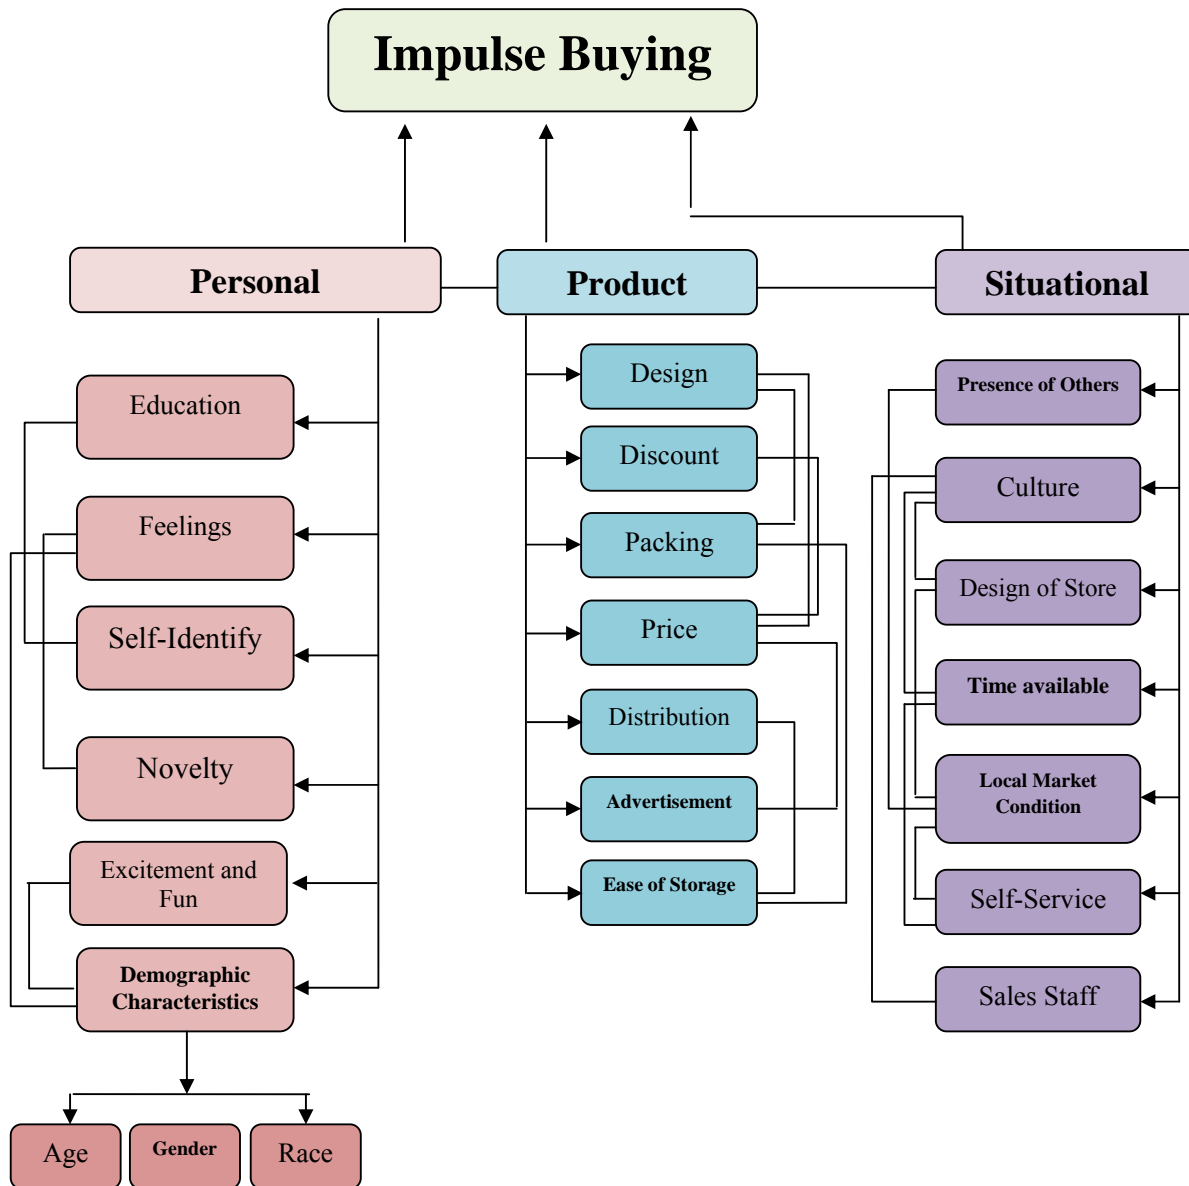 Impulse Buying
Personal
Product
Situational
Education
Feelings
Self-Identify
Novelty
Excitement and
Fun
Demographic
Characteristics
Age
Gender
Race
Design
Discount
Packing
Price
Distribution
Advertisement
Ease of Storage
Presence of Others
Culture
Design of Store
Time available
Local Market
Condition
Self-Service
Sales Staff